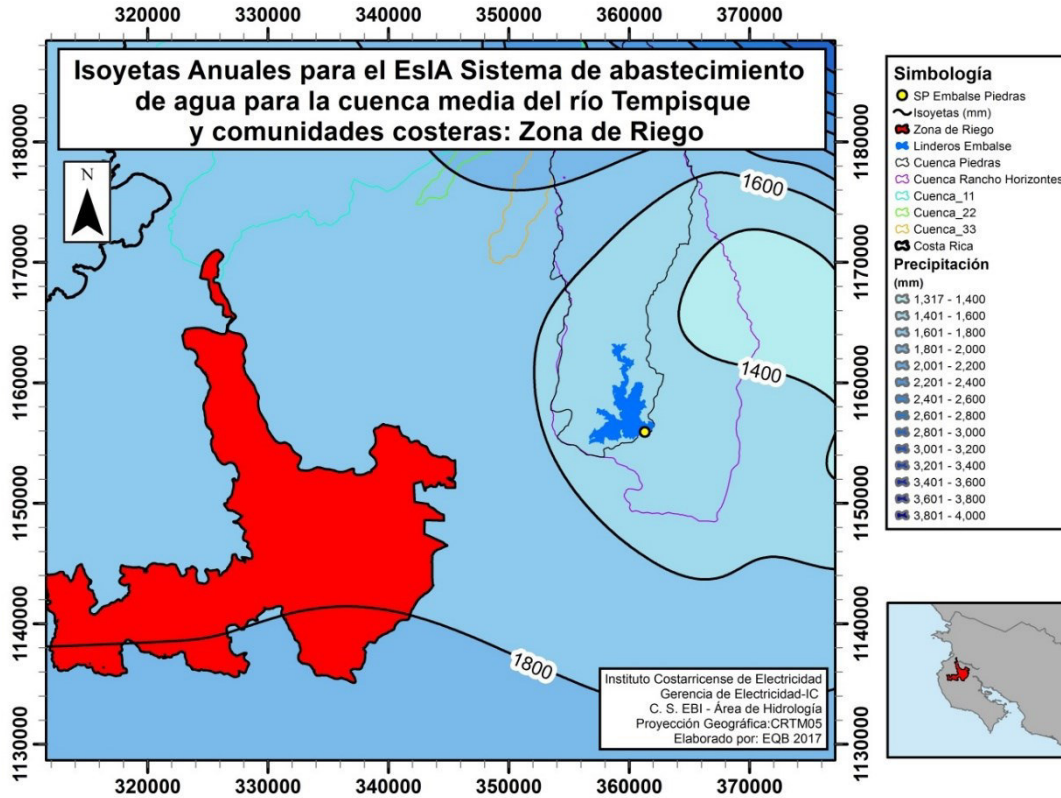 320000 330000 340000 350000 360000 370000
Isoyetas Anuales para el EsIA Sistema de abastecimiento
de agua para la cuenca media del río Tempisque
y comunidades costeras: Zona de Riego
N
1180000
1170000
1160000
1150000
1140000
1130000
1180000
1170000
1160000
1150000
1140000
1130000
1600
1400
1800
Instituto Costarricense de Electricidad
Gerencia de Electricidad-IC
C. S. EBI - Área de Hidrología
Proyección Geográfica:CRTM05
Elaborado por: EQB 2017
320000 330000 340000 350000 360000 370000
Simbología
SP Embalse Piedras
Isoyetas (mm)
Zona de Riego
Linderos Embalse
Cuenca Piedras
Cuenca Rancho Horizontes
Cuenca_11
Cuenca_22
Cuenca_33
Costa Rica
Precipitación
(mm)
1,317 - 1,400
1,401 - 1,600
1,601 - 1,800
1,801 - 2,000
2,001 - 2,200
2,201 - 2,400
2,401 - 2,600
2,601 - 2,800
2,801 - 3,000
3,001 - 3,200
3,201 - 3,400
3,401 - 3,600
3,601 - 3,800
3,801 - 4,000